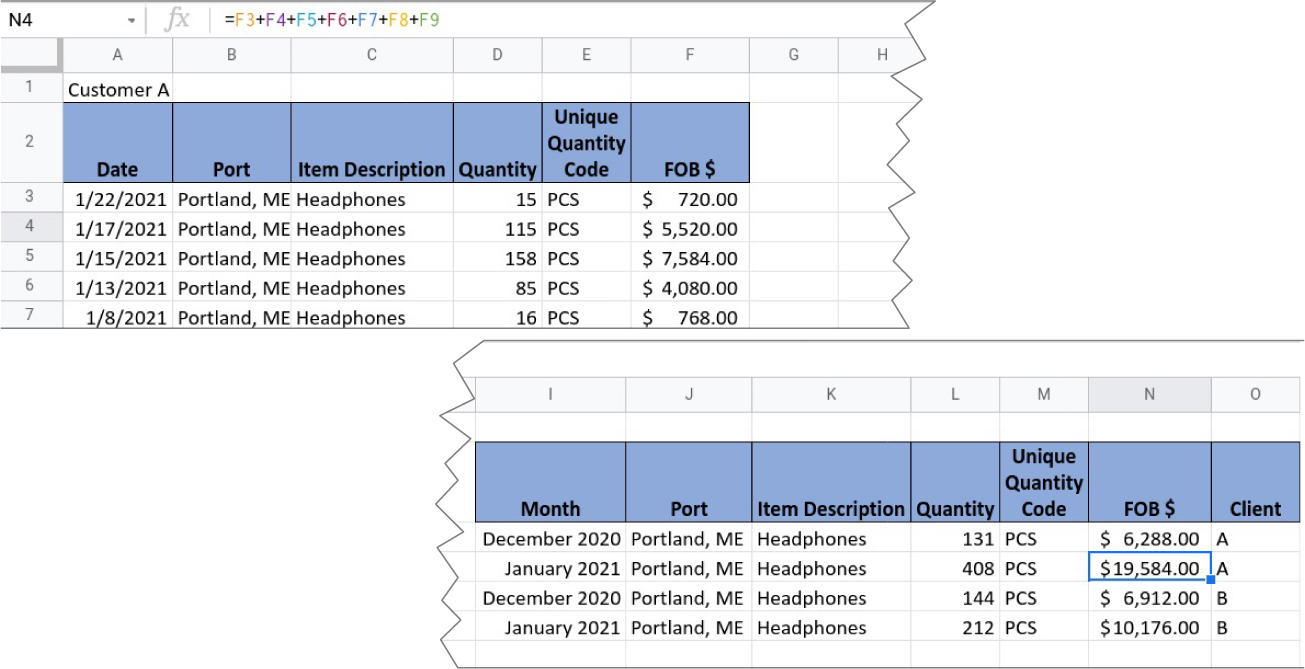 N4 fx =F3+F4+F5+F6+F7+F8+F9
A B C D E F G H
1 Customer A
2 Date Port Item Description Quantity Unique Quantity Code FOB $
3 1/22/2021 Portland, ME Headphones 15 PCS $ 720.00
4 1/17/2021 Portland, ME Headphones 115 PCS $ 5,520.00
5 1/15/2021 Portland, ME Headphones 158 PCS $ 7,584.00
6 1/13/2021 Portland, ME Headphones 85 PCS $ 4,080.00
7 1/8/2021 Portland, ME Headphones 16 PCS $ 768.00
I J K L M N O
Month Port Item Description Quantity Unique Quantity Code FOB $ Client
December 2020 Portland, ME Headphones 131 PCS $ 6,288.00 A
January 2021 Portland, ME Headphones 408 PCS $19,584.00 A
December 2020 Portland, ME Headphones 144 PCS $ 6,912.00 B
January 2021 Portland, ME Headphones 212 PCS $10,176.00 B